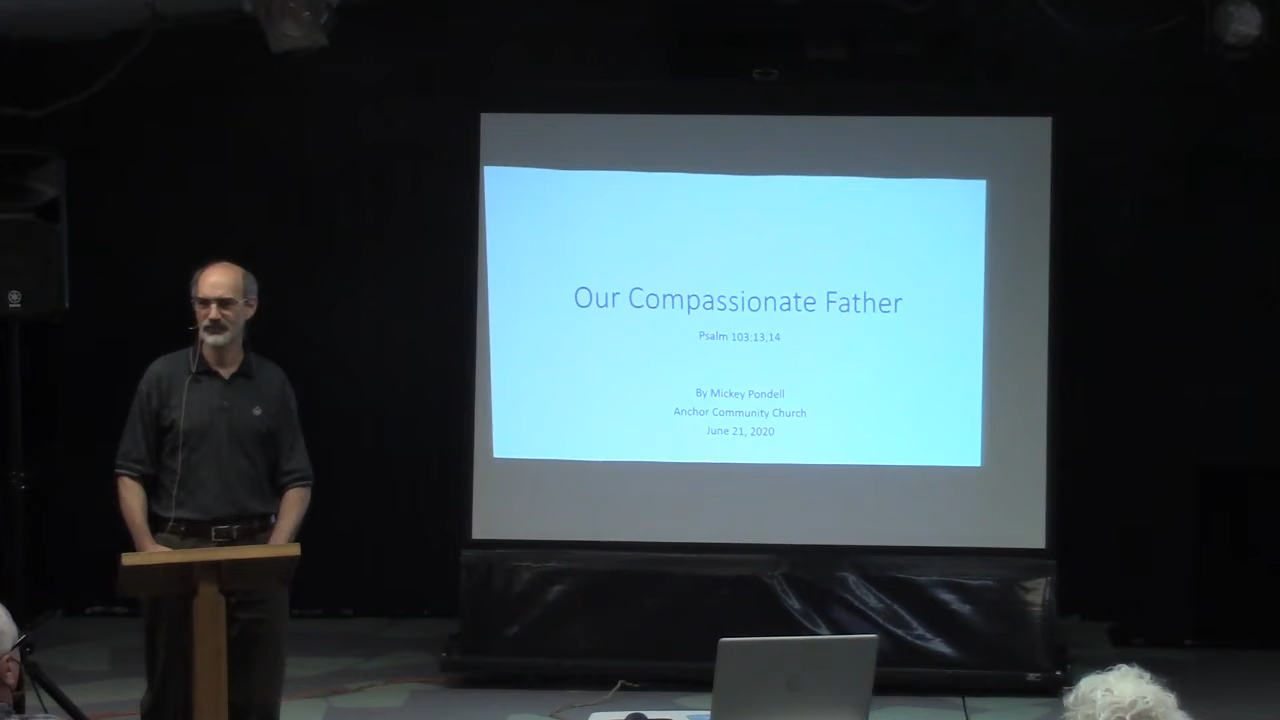 Our Compassionate Father
Psalm 103:13,14
By Mickey Pondell
Anchor Community Church
June 21, 2020